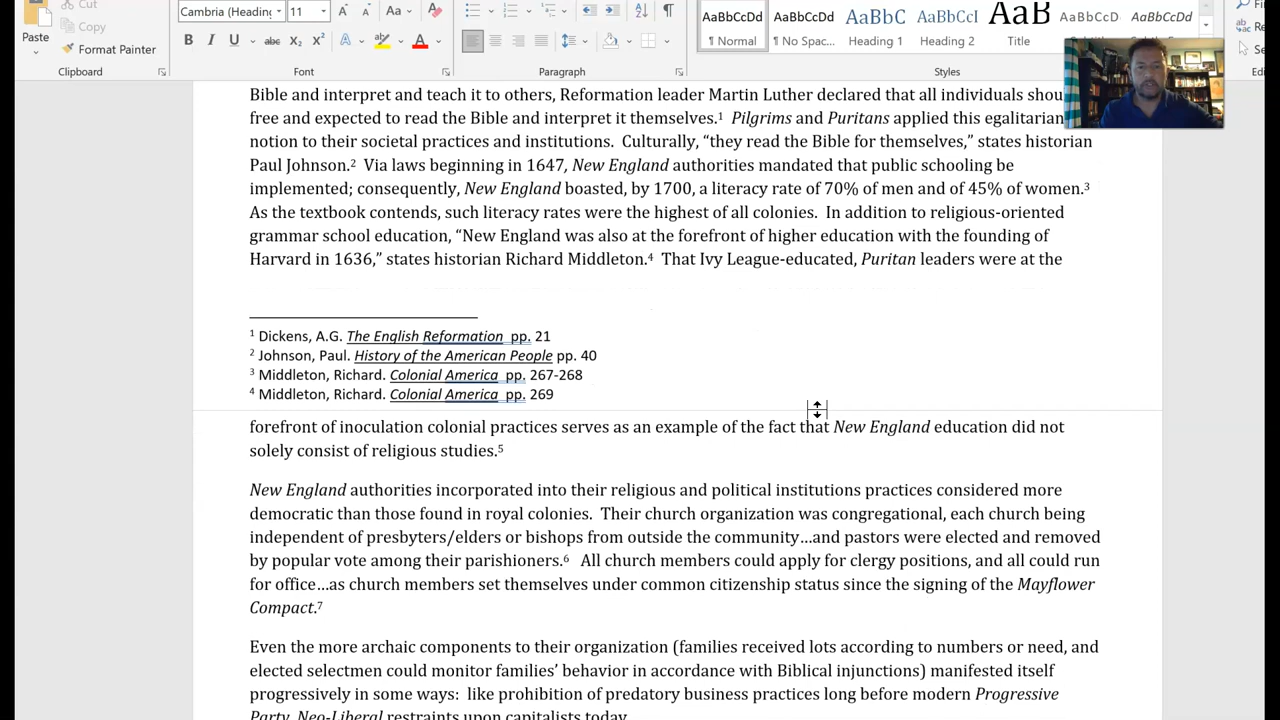 Cut
Cambria (Headin
11
A
A
Aa
A
Copy
Paste
Format Painter
B I U abc X₂ X² A A
AaBbCcDd AaBbCcDd AaBbC AaBbCcI AaB AaBbCcD AaBbCcDd
¶ Normal ¶ No Spac... Heading 1 Heading 2 Title
Clipboard Font Paragraph Styles
Bible and interpret and teach it to others, Reformation leader Martin Luther declared that all individuals shou
free and expected to read the Bible and interpret it themselves.¹ Pilgrims and Puritans applied this egalitarian
notion to their societal practices and institutions. Culturally, “they read the Bible for themselves,” states historian
Paul Johnson.² Via laws beginning in 1647, New England authorities mandated that public schooling be
implemented; consequently, New England boasted, by 1700, a literacy rate of 70% of men and of 45% of women.³
As the textbook contends, such literacy rates were the highest of all colonies. In addition to religious-oriented
grammar school education, “New England was also at the forefront of higher education with the founding of
Harvard in 1636,” states historian Richard Middleton.⁴ That Ivy League-educated, Puritan leaders were at the
¹ Dickens, A.G. The English Reformation pp. 21
² Johnson, Paul. History of the American People pp. 40
³ Middleton, Richard. Colonial America pp. 267-268
⁴ Middleton, Richard. Colonial America pp. 269
forefront of inoculation colonial practices serves as an example of the fact that New England education did not
solely consist of religious studies.⁵
New England authorities incorporated into their religious and political institutions practices considered more
democratic than those found in royal colonies. Their church organization was congregational, each church being
independent of presbyters/elders or bishops from outside the community…and pastors were elected and removed
by popular vote among their parishioners.⁶ All church members could apply for clergy positions, and all could run
for office…as church members set themselves under common citizenship status since the signing of the Mayflower
Compact.⁷
Even the more archaic components to their organization (families received lots according to numbers or need, and
elected selectmen could monitor families’ behavior in accordance with Biblical injunctions) manifested itself
progressively in some ways: like prohibition of predatory business practices long before modern Progressive
Party, Neo-Liberal restraints upon capitalists today.